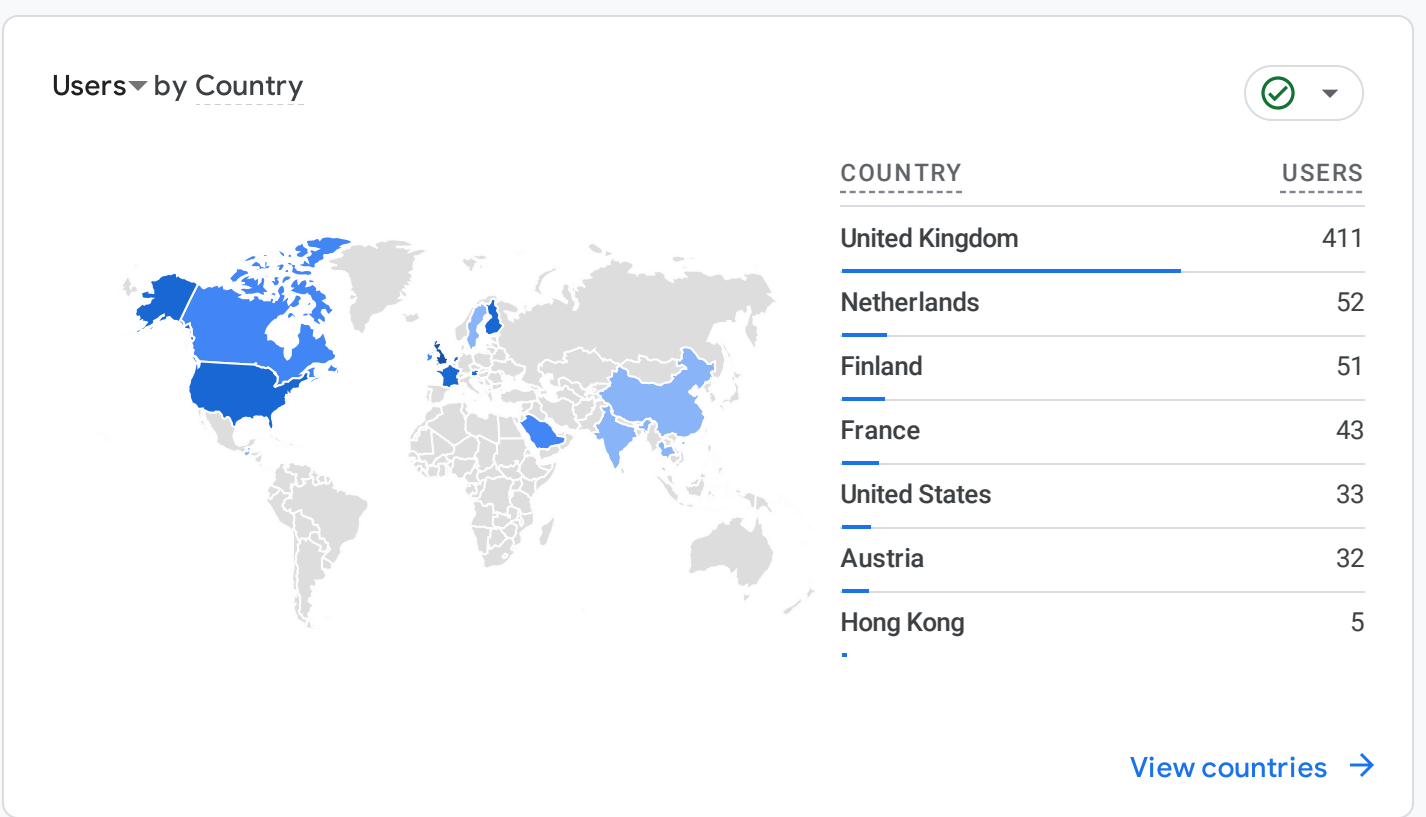 Users by Country
COUNTRY USERS
United Kingdom 411
Netherlands 52
Finland 51
France 43
United States 33
Austria 32
Hong Kong 5
View countries